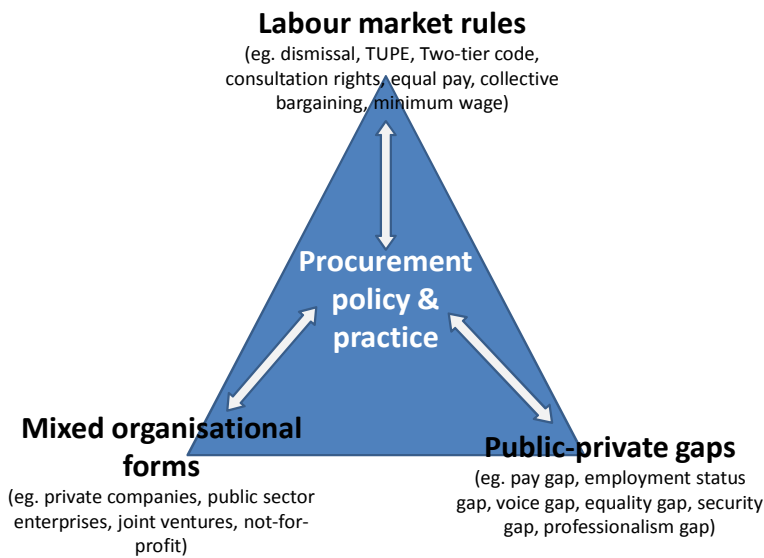 Labour market rules
(eg. dismissal, TUPE, Two-tier code,
consultation rights, equal pay, collective
bargaining, minimum wage)
Procurement
policy &
practice
Mixed organisational
forms
(eg. private companies, public sector
enterprises, joint ventures, not-for-
profit)
Public-private gaps
(eg. pay gap, employment status
gap, voice gap, equality gap, security
gap, professionalism gap)